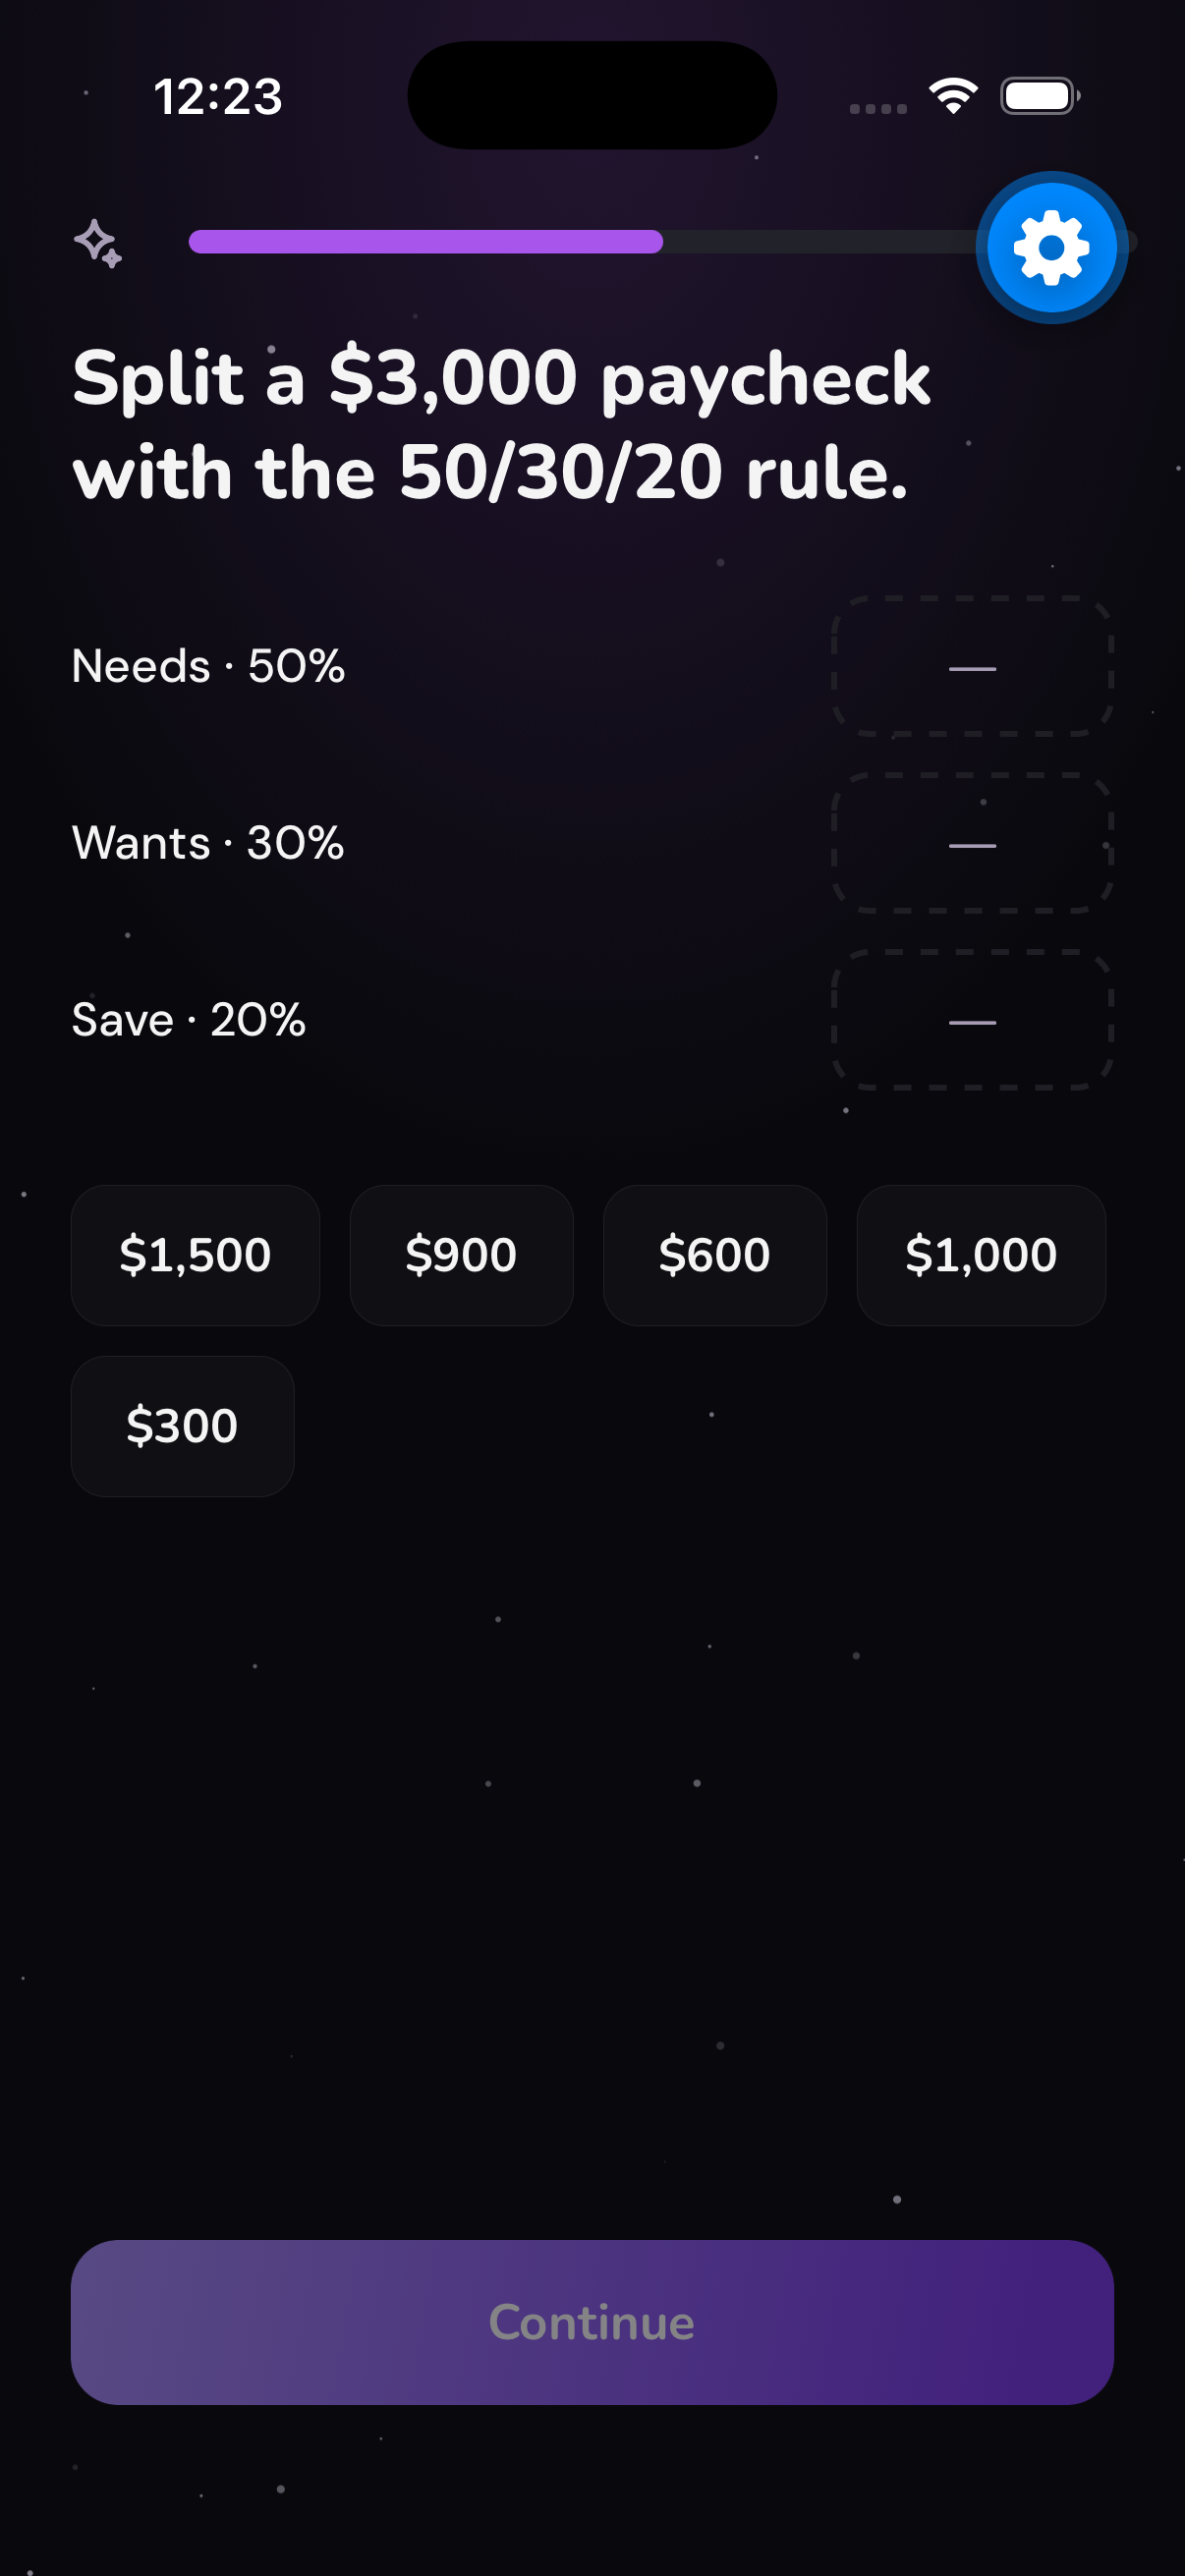 12:23
Split a $3,000 paycheck
with the 50/30/20 rule.
Needs · 50%
—
Wants · 30%
—
Save · 20%
—
$1,500
$900
$600
$1,000
$300
Continue